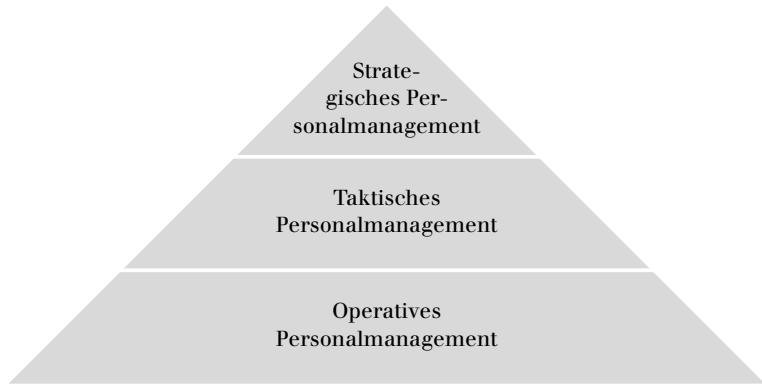 Strate-
gisches Per-
sonalmanagement
Taktisches
Personalmanagement
Operatives
Personalmanagement